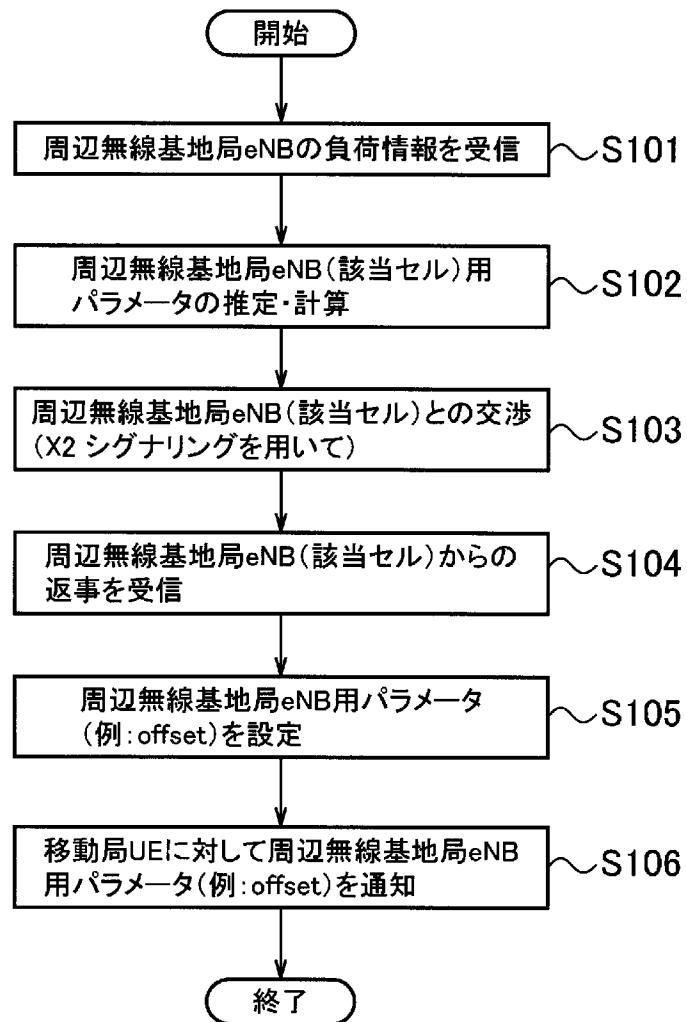 開始
周辺無線基地局eNBの負荷情報を受信
S101
周辺無線基地局eNB(該当セル)用
パラメータの推定・計算
S102
周辺無線基地局eNB(該当セル)との交渉
(X2 シグナリングを用いて)
S103
周辺無線基地局eNB(該当セル)からの
返事を受信
S104
周辺無線基地局eNB用パラメータ
(例:offset)を設定
S105
移動局UEに対して周辺無線基地局eNB
用パラメータ(例:offset)を通知
S106
終了